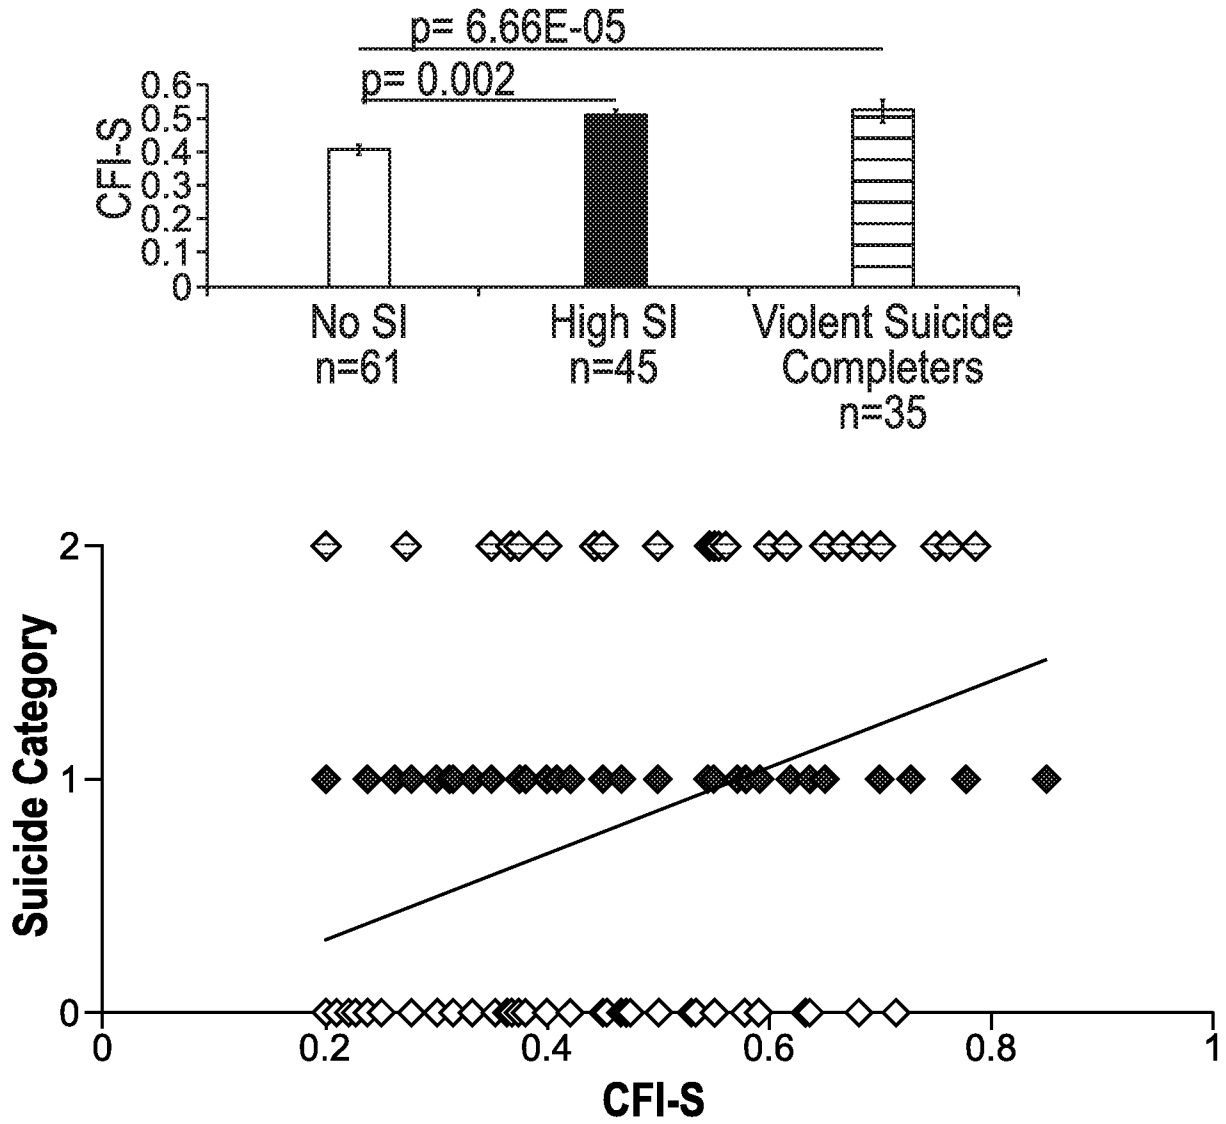 p= 6.66E-05
p= 0.002
CFI-S
0.6
0.5
0.4
0.3
0.2
0.1
0
No SI
n=61
High SI
n=45
Violent Suicide
Completers
n=35
Suicide Category
2
1
0
0
0.2
0.4
0.6
0.8
1
CFI-S